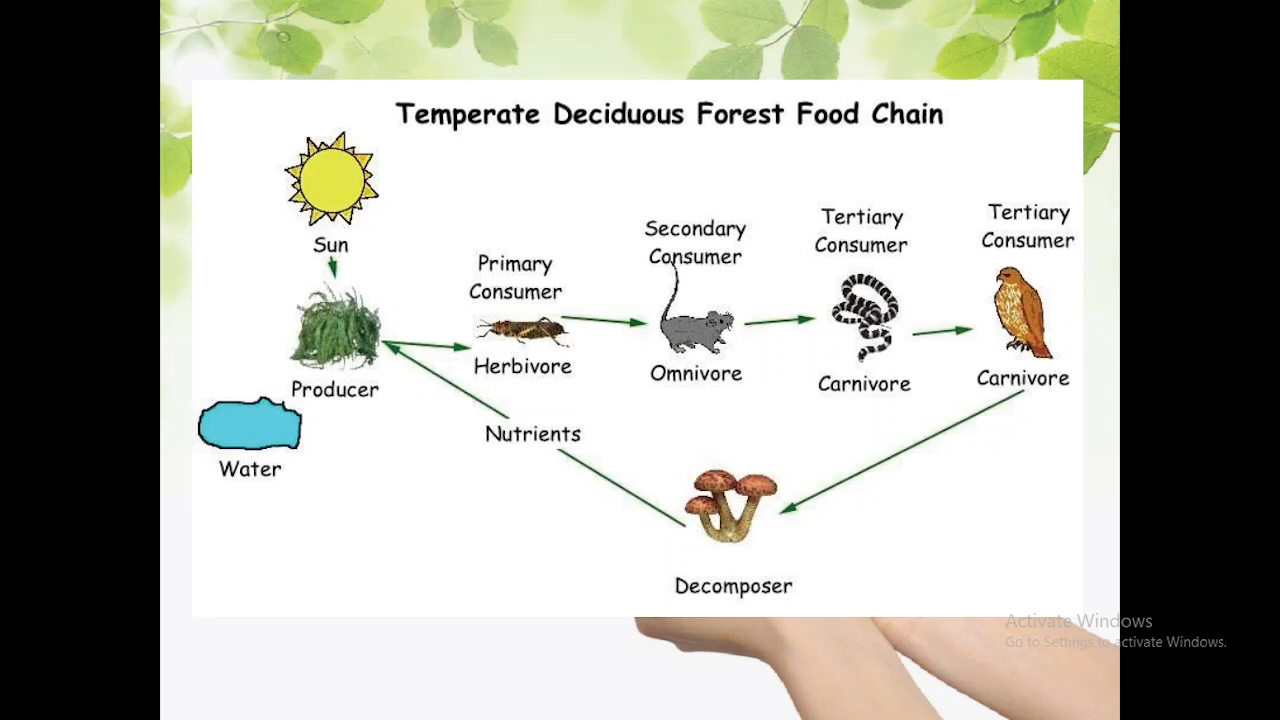 Temperate Deciduous Forest Food Chain
Sun
Producer
Water
Primary
Consumer
Herbivore
Secondary
Consumer
Omnivore
Tertiary
Consumer
Carnivore
Tertiary
Consumer
Carnivore
Nutrients
Decomposer
Activate Windows
Go to Settings to activate Windows.